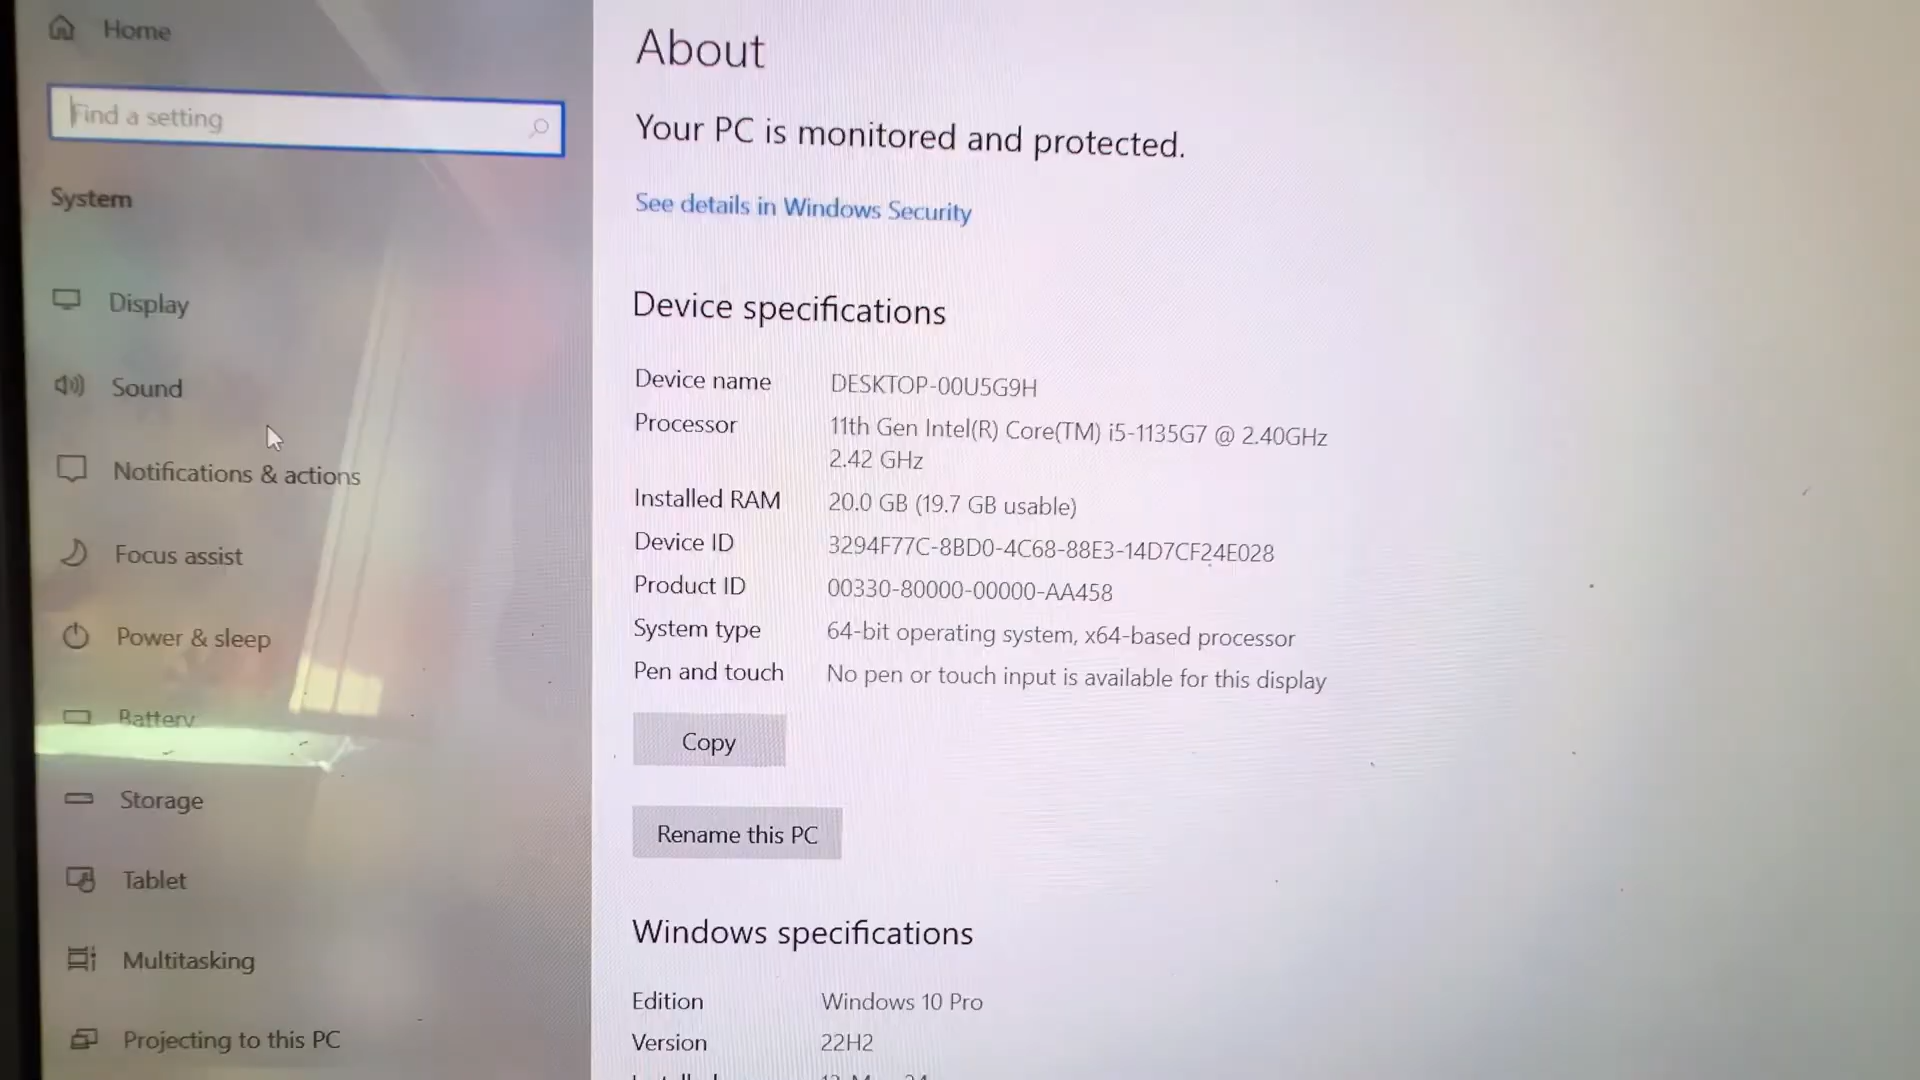 Home
Find a setting
System
Display
Sound
Notifications & actions
Focus assist
Power & sleep
Battery
Storage
Tablet
Multitasking
Projecting to this PC
About
Your PC is monitored and protected.
See details in Windows Security
Device specifications
Device name DESKTOP-00U5G9H
Processor 11th Gen Intel(R) Core(TM) i5-1135G7 @ 2.40GHz
2.42 GHz
Installed RAM 20.0 GB (19.7 GB usable)
Device ID 3294F77C-8BD0-4C68-88E3-14D7CF24E028
Product ID 00330-80000-00000-AA458
System type 64-bit operating system, x64-based processor
Pen and touch No pen or touch input is available for this display
Copy
Rename this PC
Windows specifications
Edition Windows 10 Pro
Version 22H2